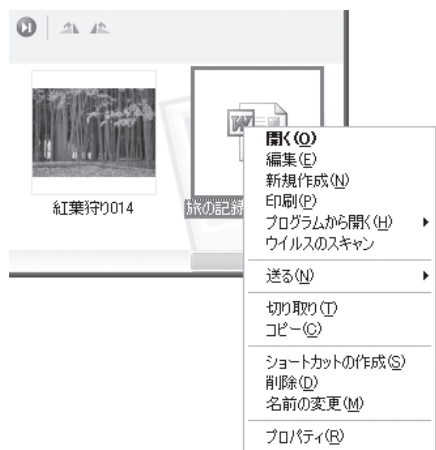 紅葉狩り014
旅の記録
開く(O)
編集(E)
新規作成(N)
印刷(P)
プログラムから開く(H)
ウイルスのスキャン
送る(N)
切り取り(T)
コピー(C)
ショートカットの作成(S)
削除(D)
名前の変更(M)
プロパティ(R)